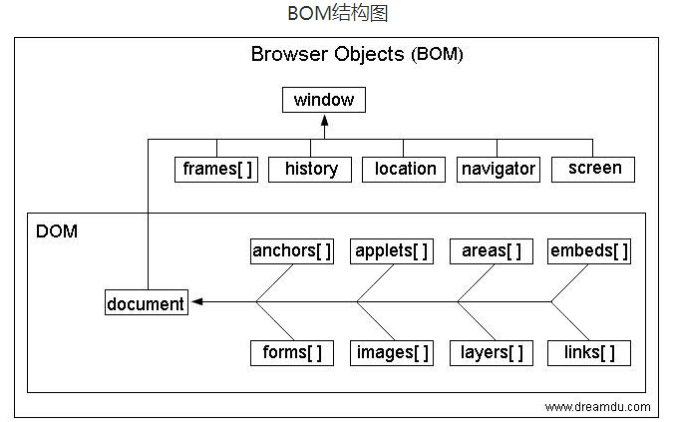 BOM结构图
Browser Objects (BOM)
window
frames[ ] history location navigator screen
DOM
anchors[ ] applets[ ] areas[ ] embeds[ ]
document
forms[ ] images[ ] layers[ ] links[ ]
www.dreamdu.com